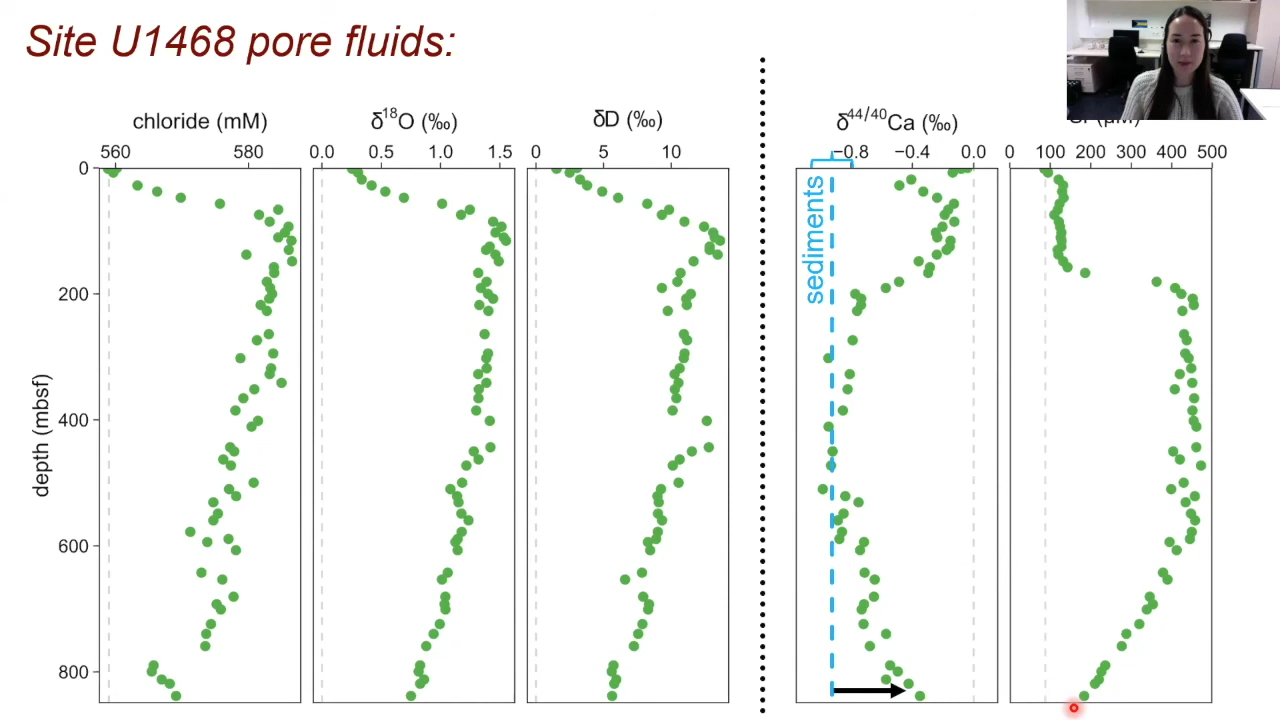 Site U1468 pore fluids:
chloride (mM)
δ18O (‰)
δD (‰)
δ44/40Ca (‰)
(µM)
560 580
0.0 0.5 1.0 1.5
0 5 10
−0.8 −0.4 0.0
0 100 200 300 400 500
0
200
400
600
800
depth (mbsf)
sediments